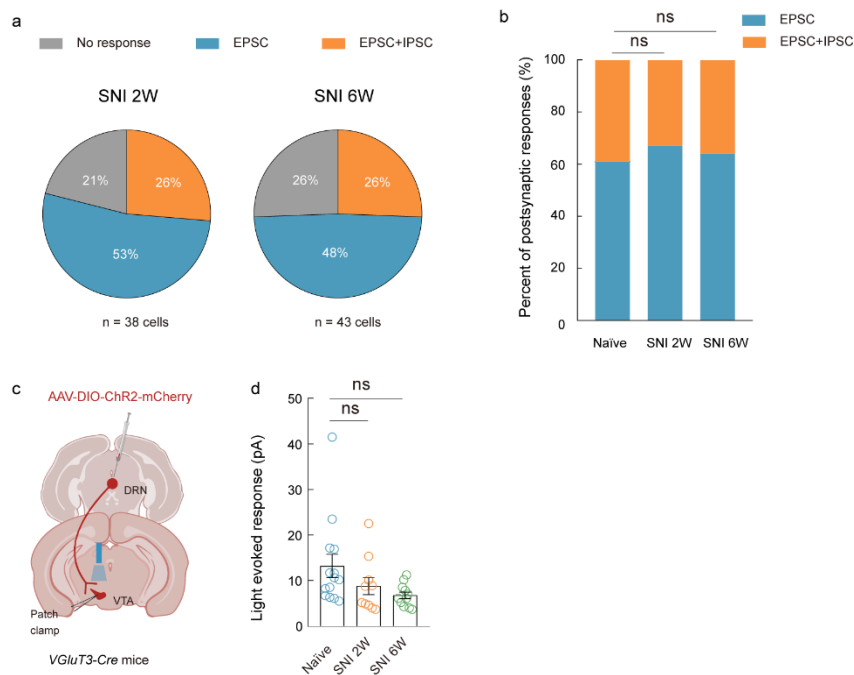 a
No response EPSC EPSC+IPSC
SNI 2W SNI 6W
21% 26% 53%
26% 26% 48%
n = 38 cells n = 43 cells
b
EPSC
EPSC+IPSC
ns
ns
Percent of postsynaptic responses (%)
100
80
60
40
20
0
Naïve SNI 2W SNI 6W
c
AAV-DIO-ChR2-mCherry
DRN
VTA
Patch
clamp
VGluT3-Cre mice
d
ns
ns
Light evoked response (pA)
50
40
30
20
10
0
Naïve SNI 2W SNI 6W